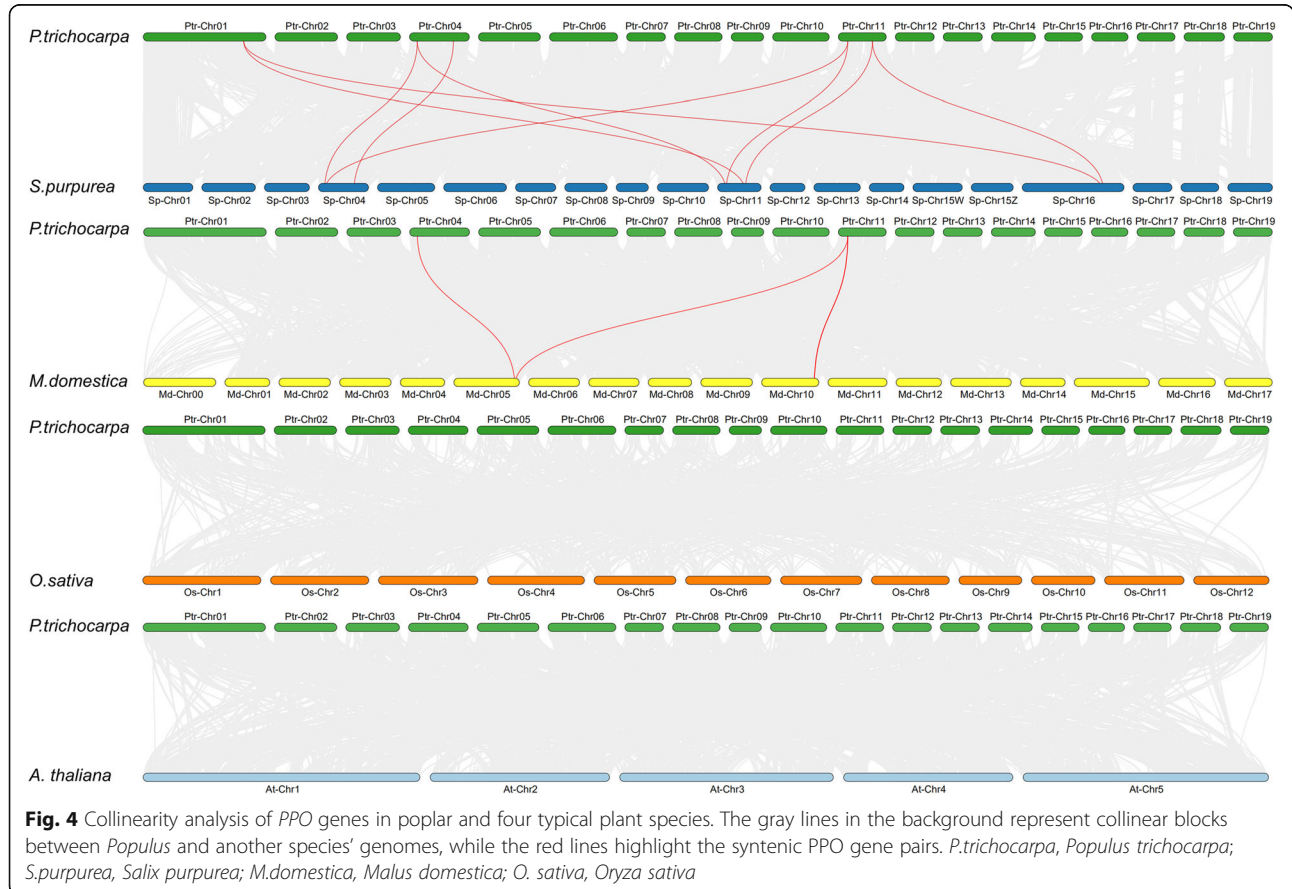 Ptr-Chr01 Ptr-Chr02 Ptr-Chr03 Ptr-Chr04 Ptr-Chr05 Ptr-Chr06 Ptr-Chr07 Ptr-Chr08 Ptr-Chr09 Ptr-Chr10 Ptr-Chr11 Ptr-Chr12 Ptr-Chr13 Ptr-Chr14 Ptr-Chr15 Ptr-Chr16 Ptr-Chr17 Ptr-Chr18 Ptr-Chr19
P.trichocarpa
S.purpurea
Sp-Chr01 Sp-Chr02 Sp-Chr03 Sp-Chr04 Sp-Chr05 Sp-Chr06 Sp-Chr07 Sp-Chr08 Sp-Chr09 Sp-Chr10 Sp-Chr11 Sp-Chr12 Sp-Chr13 Sp-Chr14 Sp-Chr15W Sp-Chr15Z Sp-Chr16 Sp-Chr17 Sp-Chr18 Sp-Chr19
Ptr-Chr01 Ptr-Chr02 Ptr-Chr03 Ptr-Chr04 Ptr-Chr05 Ptr-Chr06 Ptr-Chr07 Ptr-Chr08 Ptr-Chr09 Ptr-Chr10 Ptr-Chr11 Ptr-Chr12 Ptr-Chr13 Ptr-Chr14 Ptr-Chr15 Ptr-Chr16 Ptr-Chr17 Ptr-Chr18 Ptr-Chr19
P.trichocarpa
M.domestica
Md-Chr00 Md-Chr01 Md-Chr02 Md-Chr03 Md-Chr04 Md-Chr05 Md-Chr06 Md-Chr07 Md-Chr08 Md-Chr09 Md-Chr10 Md-Chr11 Md-Chr12 Md-Chr13 Md-Chr14 Md-Chr15 Md-Chr16 Md-Chr17
Ptr-Chr01 Ptr-Chr02 Ptr-Chr03 Ptr-Chr04 Ptr-Chr05 Ptr-Chr06 Ptr-Chr07 Ptr-Chr08 Ptr-Chr09 Ptr-Chr10 Ptr-Chr11 Ptr-Chr12 Ptr-Chr13 Ptr-Chr14 Ptr-Chr15 Ptr-Chr16 Ptr-Chr17 Ptr-Chr18 Ptr-Chr19
P.trichocarpa
O.sativa
Os-Chr1 Os-Chr2 Os-Chr3 Os-Chr4 Os-Chr5 Os-Chr6 Os-Chr7 Os-Chr8 Os-Chr9 Os-Chr10 Os-Chr11 Os-Chr12
Ptr-Chr01 Ptr-Chr02 Ptr-Chr03 Ptr-Chr04 Ptr-Chr05 Ptr-Chr06 Ptr-Chr07 Ptr-Chr08 Ptr-Chr09 Ptr-Chr10 Ptr-Chr11 Ptr-Chr12 Ptr-Chr13 Ptr-Chr14 Ptr-Chr15 Ptr-Chr16 Ptr-Chr17 Ptr-Chr18 Ptr-Chr19
P.trichocarpa
A. thaliana
At-Chr1 At-Chr2 At-Chr3 At-Chr4 At-Chr5
Fig. 4 Collinearity analysis of PPO genes in poplar and four typical plant species. The gray lines in the background represent collinear blocks
between Populus and another species' genomes, while the red lines highlight the syntenic PPO gene pairs. P.trichocarpa, Populus trichocarpa;
S.purpurea, Salix purpurea; M.domestica, Malus domestica; O. sativa, Oryza sativa